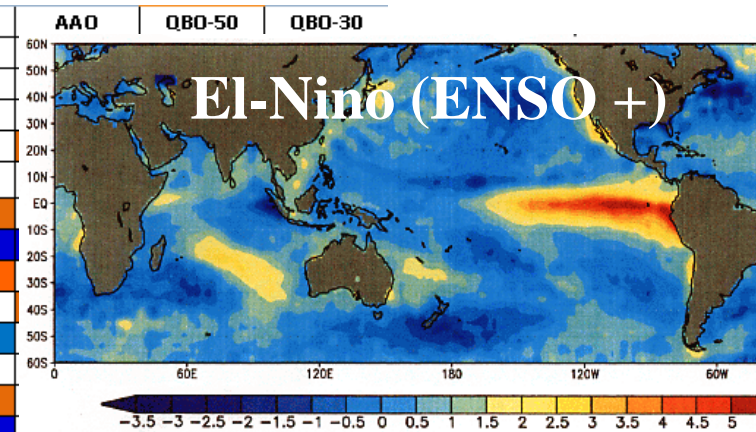 AAO QBO-50 QBO-30
El-Nino (ENSO +)
60N
50N
40N
30N
20N
10N
EQ
10S
20S
30S
40S
50S
60S
0 60E 120E 180 120W 60W
-3.5 -3 -2.5 -2 -1.5 -1 -0.5 0 0.5 1 1.5 2 2.5 3 3.5 4 4.5 5